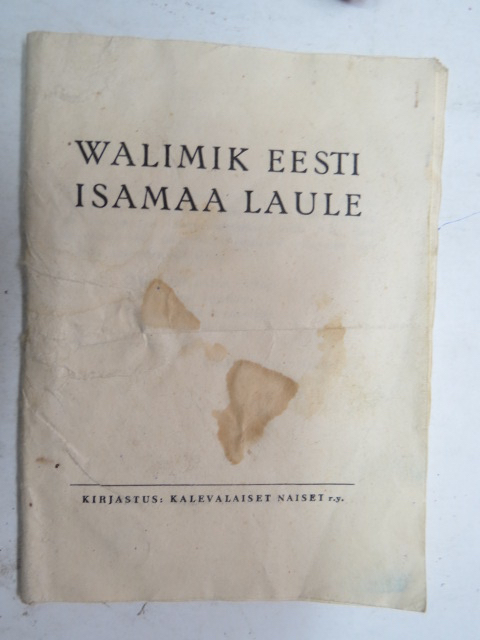 WALIMIK EESTI
ISAMAA LAULE
KIRJASTUS: KALEVALAISET NAISET r.y.